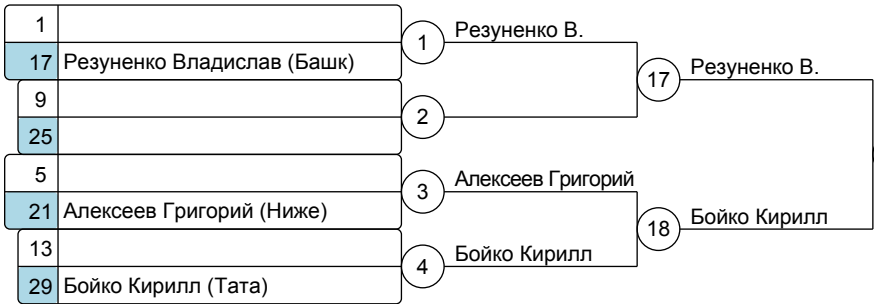 1
17 Резуненко Владислав (Башк)
9
25
5
21 Алексеев Григорий (Ниже)
13
29 Бойко Кирилл (Тата)
1 Резуненко В.
2
3 Алексеев Григорий
4 Бойко Кирилл
17 Резуненко В.
18 Бойко Кирилл